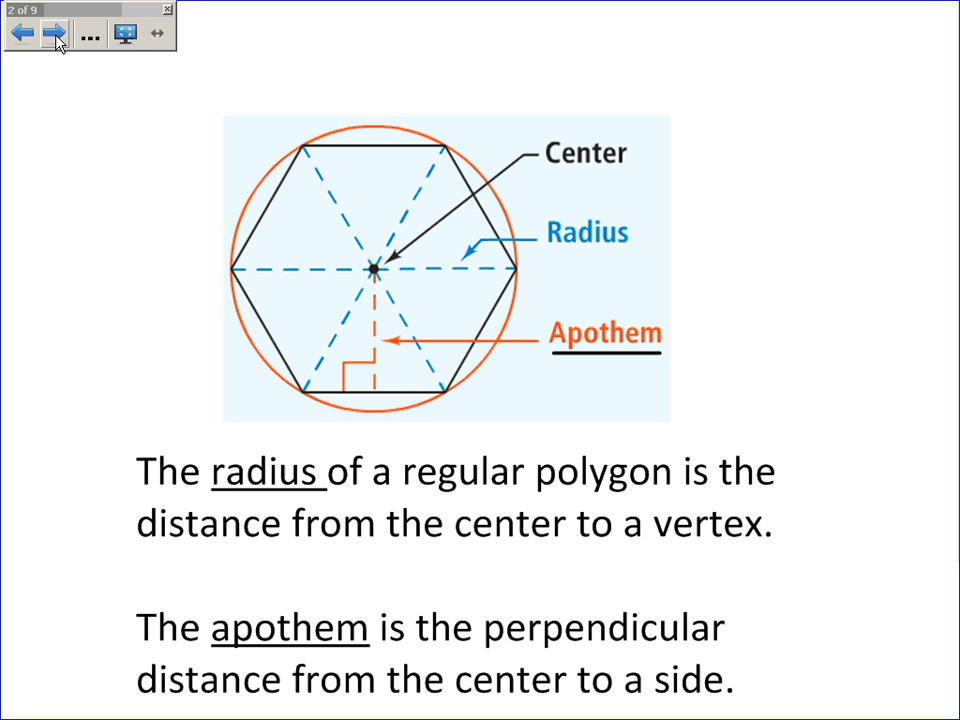 2 of 9
...
Center
Radius
Apothem
The radius of a regular polygon is the
distance from the center to a vertex.
The apothem is the perpendicular
distance from the center to a side.